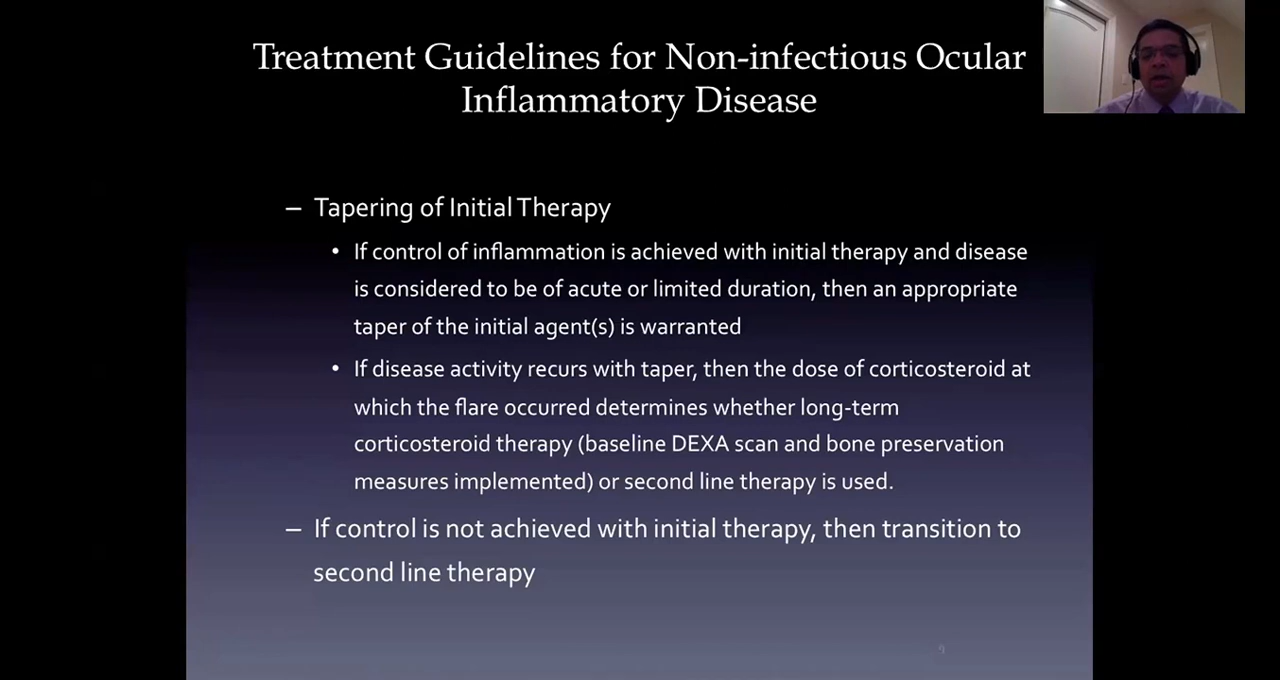 Treatment Guidelines for Non-infectious Ocular
Inflammatory Disease
– Tapering of Initial Therapy
• If control of inflammation is achieved with initial therapy and disease
is considered to be of acute or limited duration, then an appropriate
taper of the initial agent(s) is warranted
• If disease activity recurs with taper, then the dose of corticosteroid at
which the flare occurred determines whether long-term
corticosteroid therapy (baseline DEXA scan and bone preservation
measures implemented) or second line therapy is used.
– If control is not achieved with initial therapy, then transition to
second line therapy